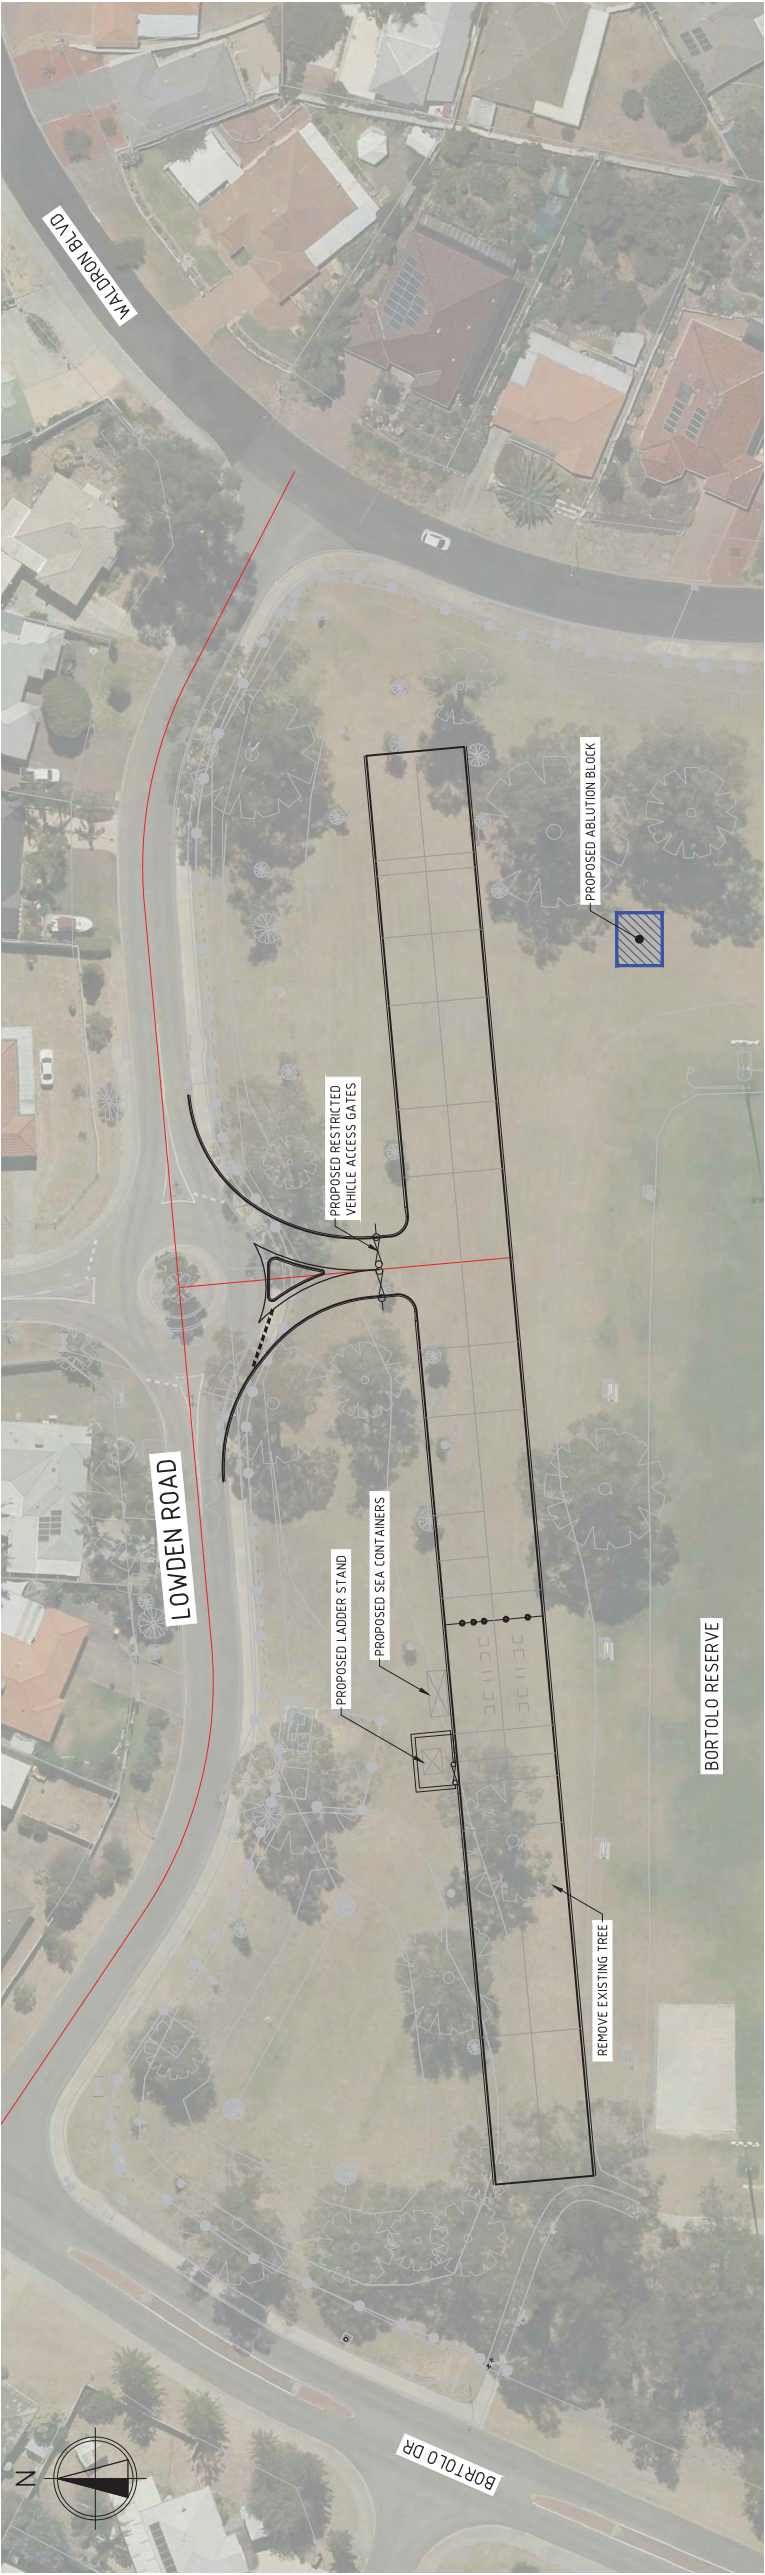 WALDRON BLVD
PROPOSED ABLUTION BLOCK
PROPOSED RESTRICTED
VEHICLE ACCESS GATES
LOWDEN ROAD
PROPOSED SEA CONTAINERS
PROPOSED LADDER STAND
BORTOLO RESERVE
REMOVE EXISTING TREE
BORTOLO DR
N